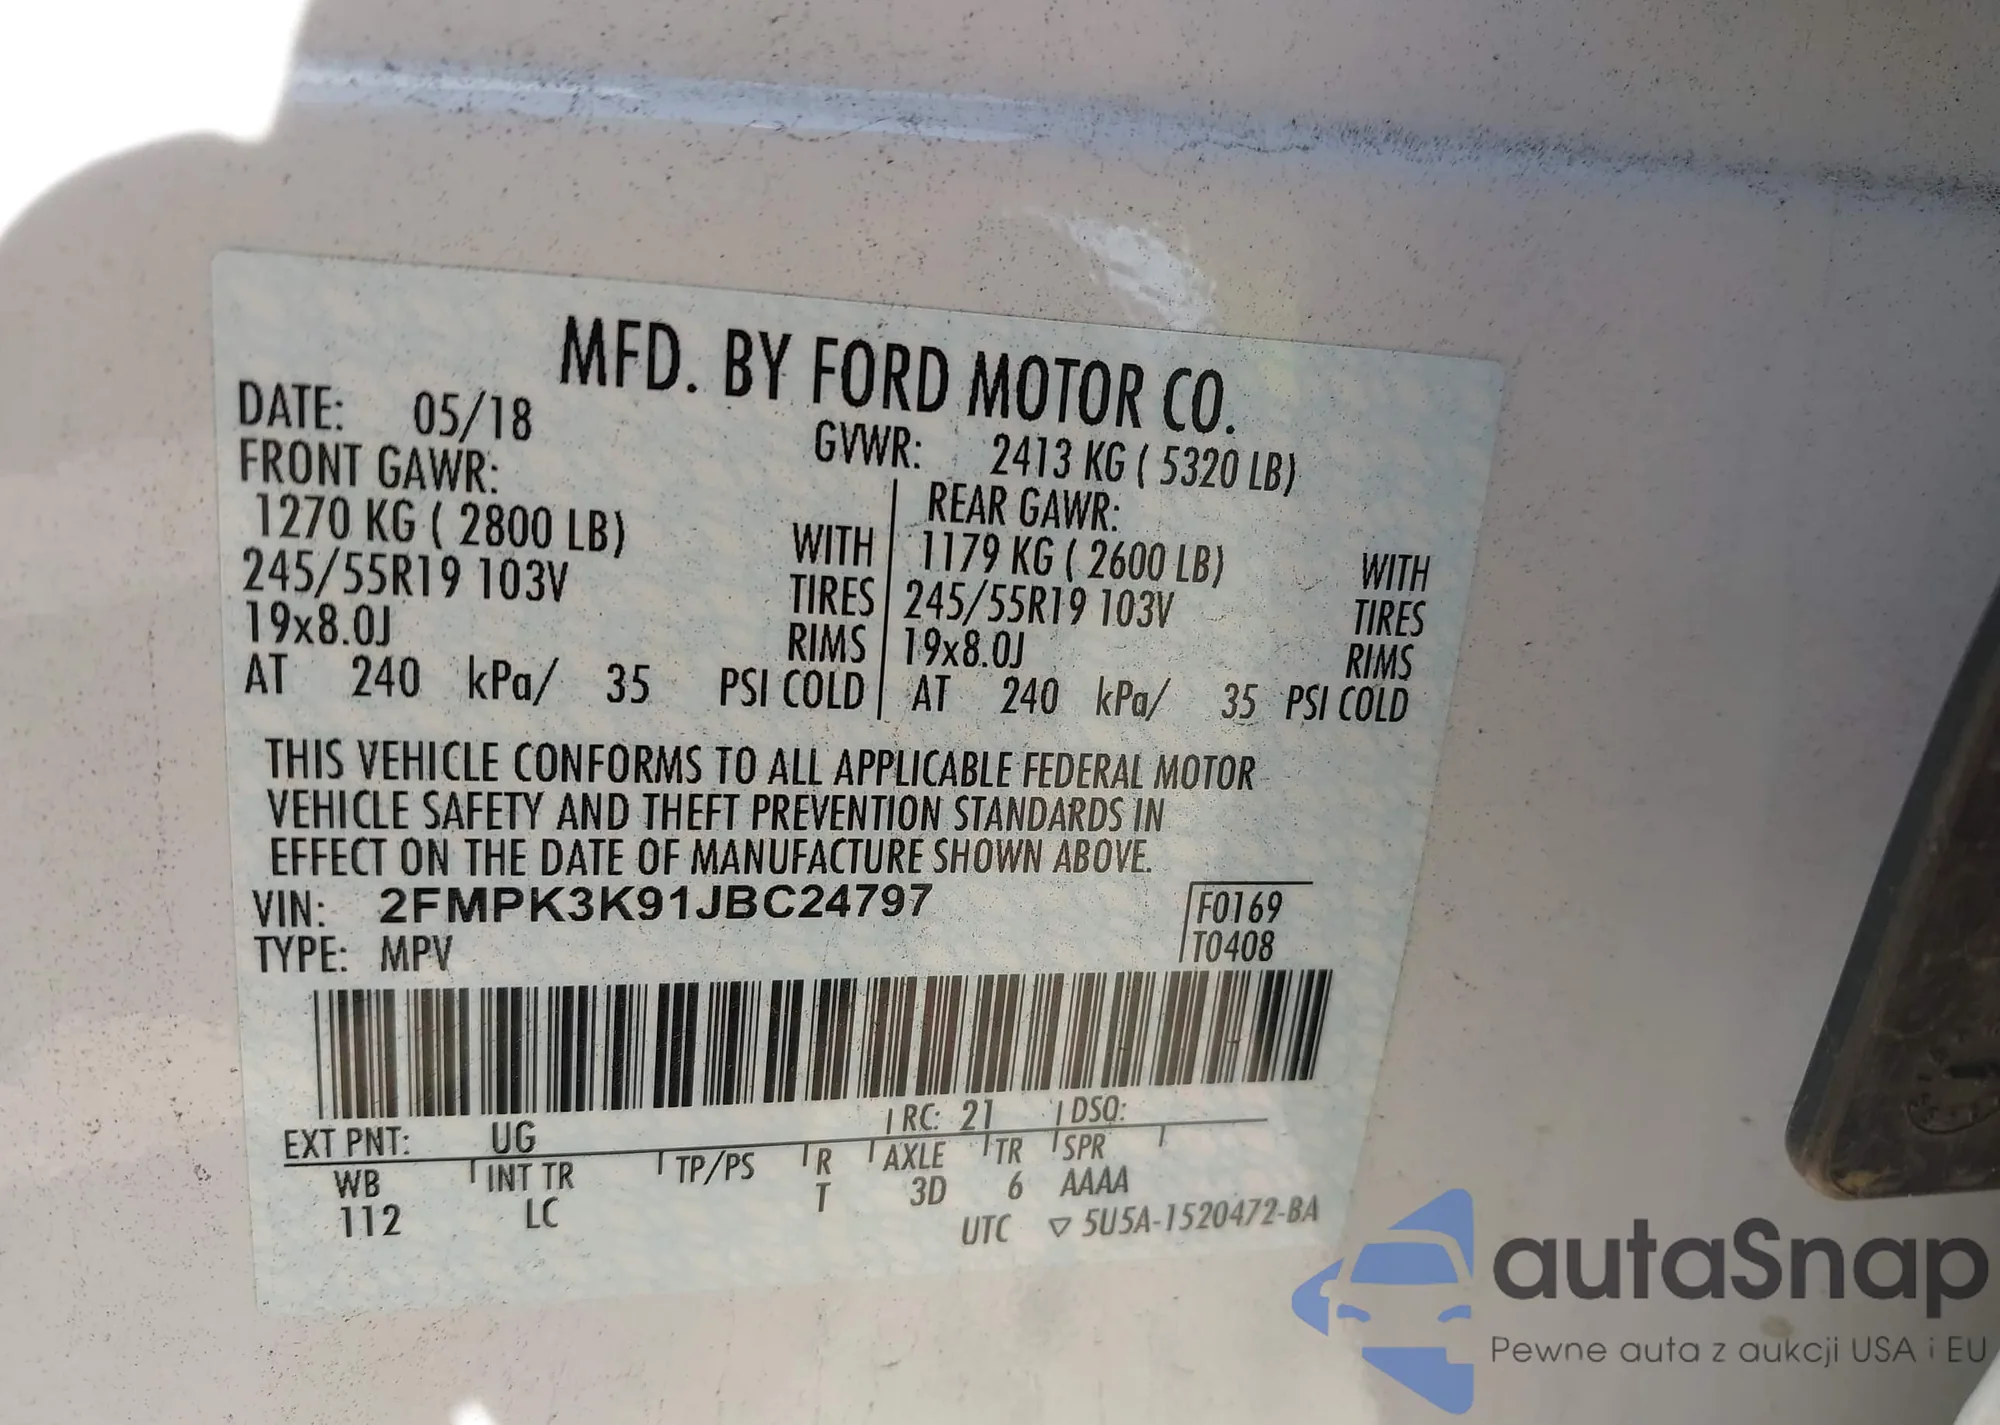 MFD. BY FORD MOTOR CO.
DATE: 05/18 GVWR: 2413 KG ( 5320 LB)
FRONT GAWR: REAR GAWR:
1270 KG ( 2800 LB) WITH 1179 KG ( 2600 LB) WITH
245/55R19 103V TIRES 245/55R19 103V TIRES
19x8.0J RIMS 19x8.0J RIMS
AT 240 kPa/ 35 PSI COLD AT 240 kPa/ 35 PSI COLD
THIS VEHICLE CONFORMS TO ALL APPLICABLE FEDERAL MOTOR
VEHICLE SAFETY AND THEFT PREVENTION STANDARDS IN
EFFECT ON THE DATE OF MANUFACTURE SHOWN ABOVE.
VIN: 2FMPK3K91JBC24797 F0169
TYPE: MPV T0408
EXT PNT: UG RC: 21 DSO:
WB INT TR TP/PS R AXLE TR SPR
112 LC T 3D 6 AAAA
UTC ▽ 5U5A-1520472-BA
autaSnap
Pewne auta z aukcji USA i EU